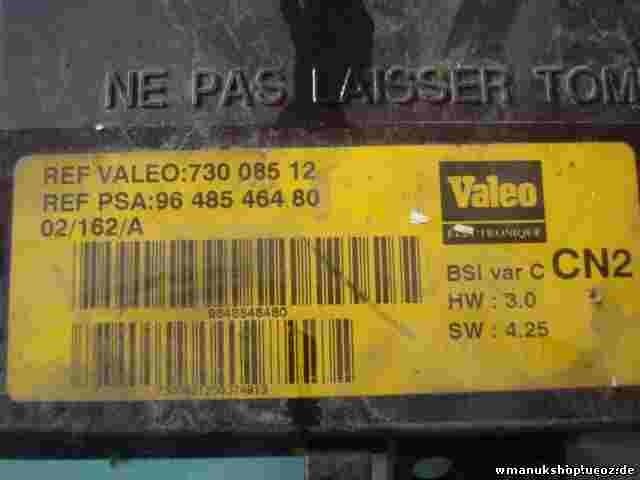 NE PAS LAISSER TOM
REF VALEO:730 085 12
REF PSA:96 485 464 80
02/162/A
Valeo
ELECTRONIQUE
BSI var C CN2
HW : 3.0
SW : 4.25
9648546480
wmanukshop.ucoz.de